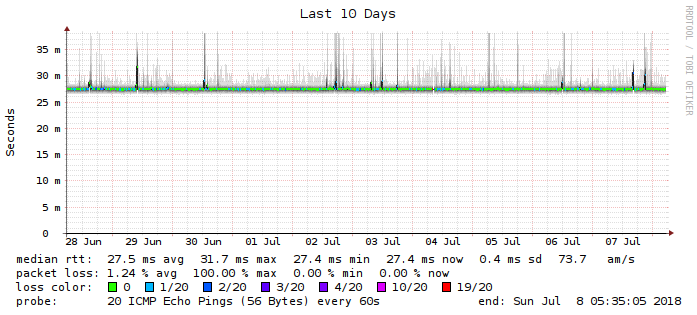 Last 10 Days
RRDTOOL / TOBI OETIKER
Seconds
35 m
30 m
25 m
20 m
15 m
10 m
5 m
0
28 Jun 29 Jun 30 Jun 01 Jul 02 Jul 03 Jul 04 Jul 05 Jul 06 Jul 07 Jul
median rtt: 27.5 ms avg 31.7 ms max 27.4 ms min 27.4 ms now 0.4 ms sd 73.7 am/s
packet loss: 1.24 % avg 100.00 % max 0.00 % min 0.00 % now
loss color: 0 1/20 2/20 3/20 4/20 10/20 19/20
probe: 20 ICMP Echo Pings (56 Bytes) every 60s end: Sun Jul 8 05:35:05 2018